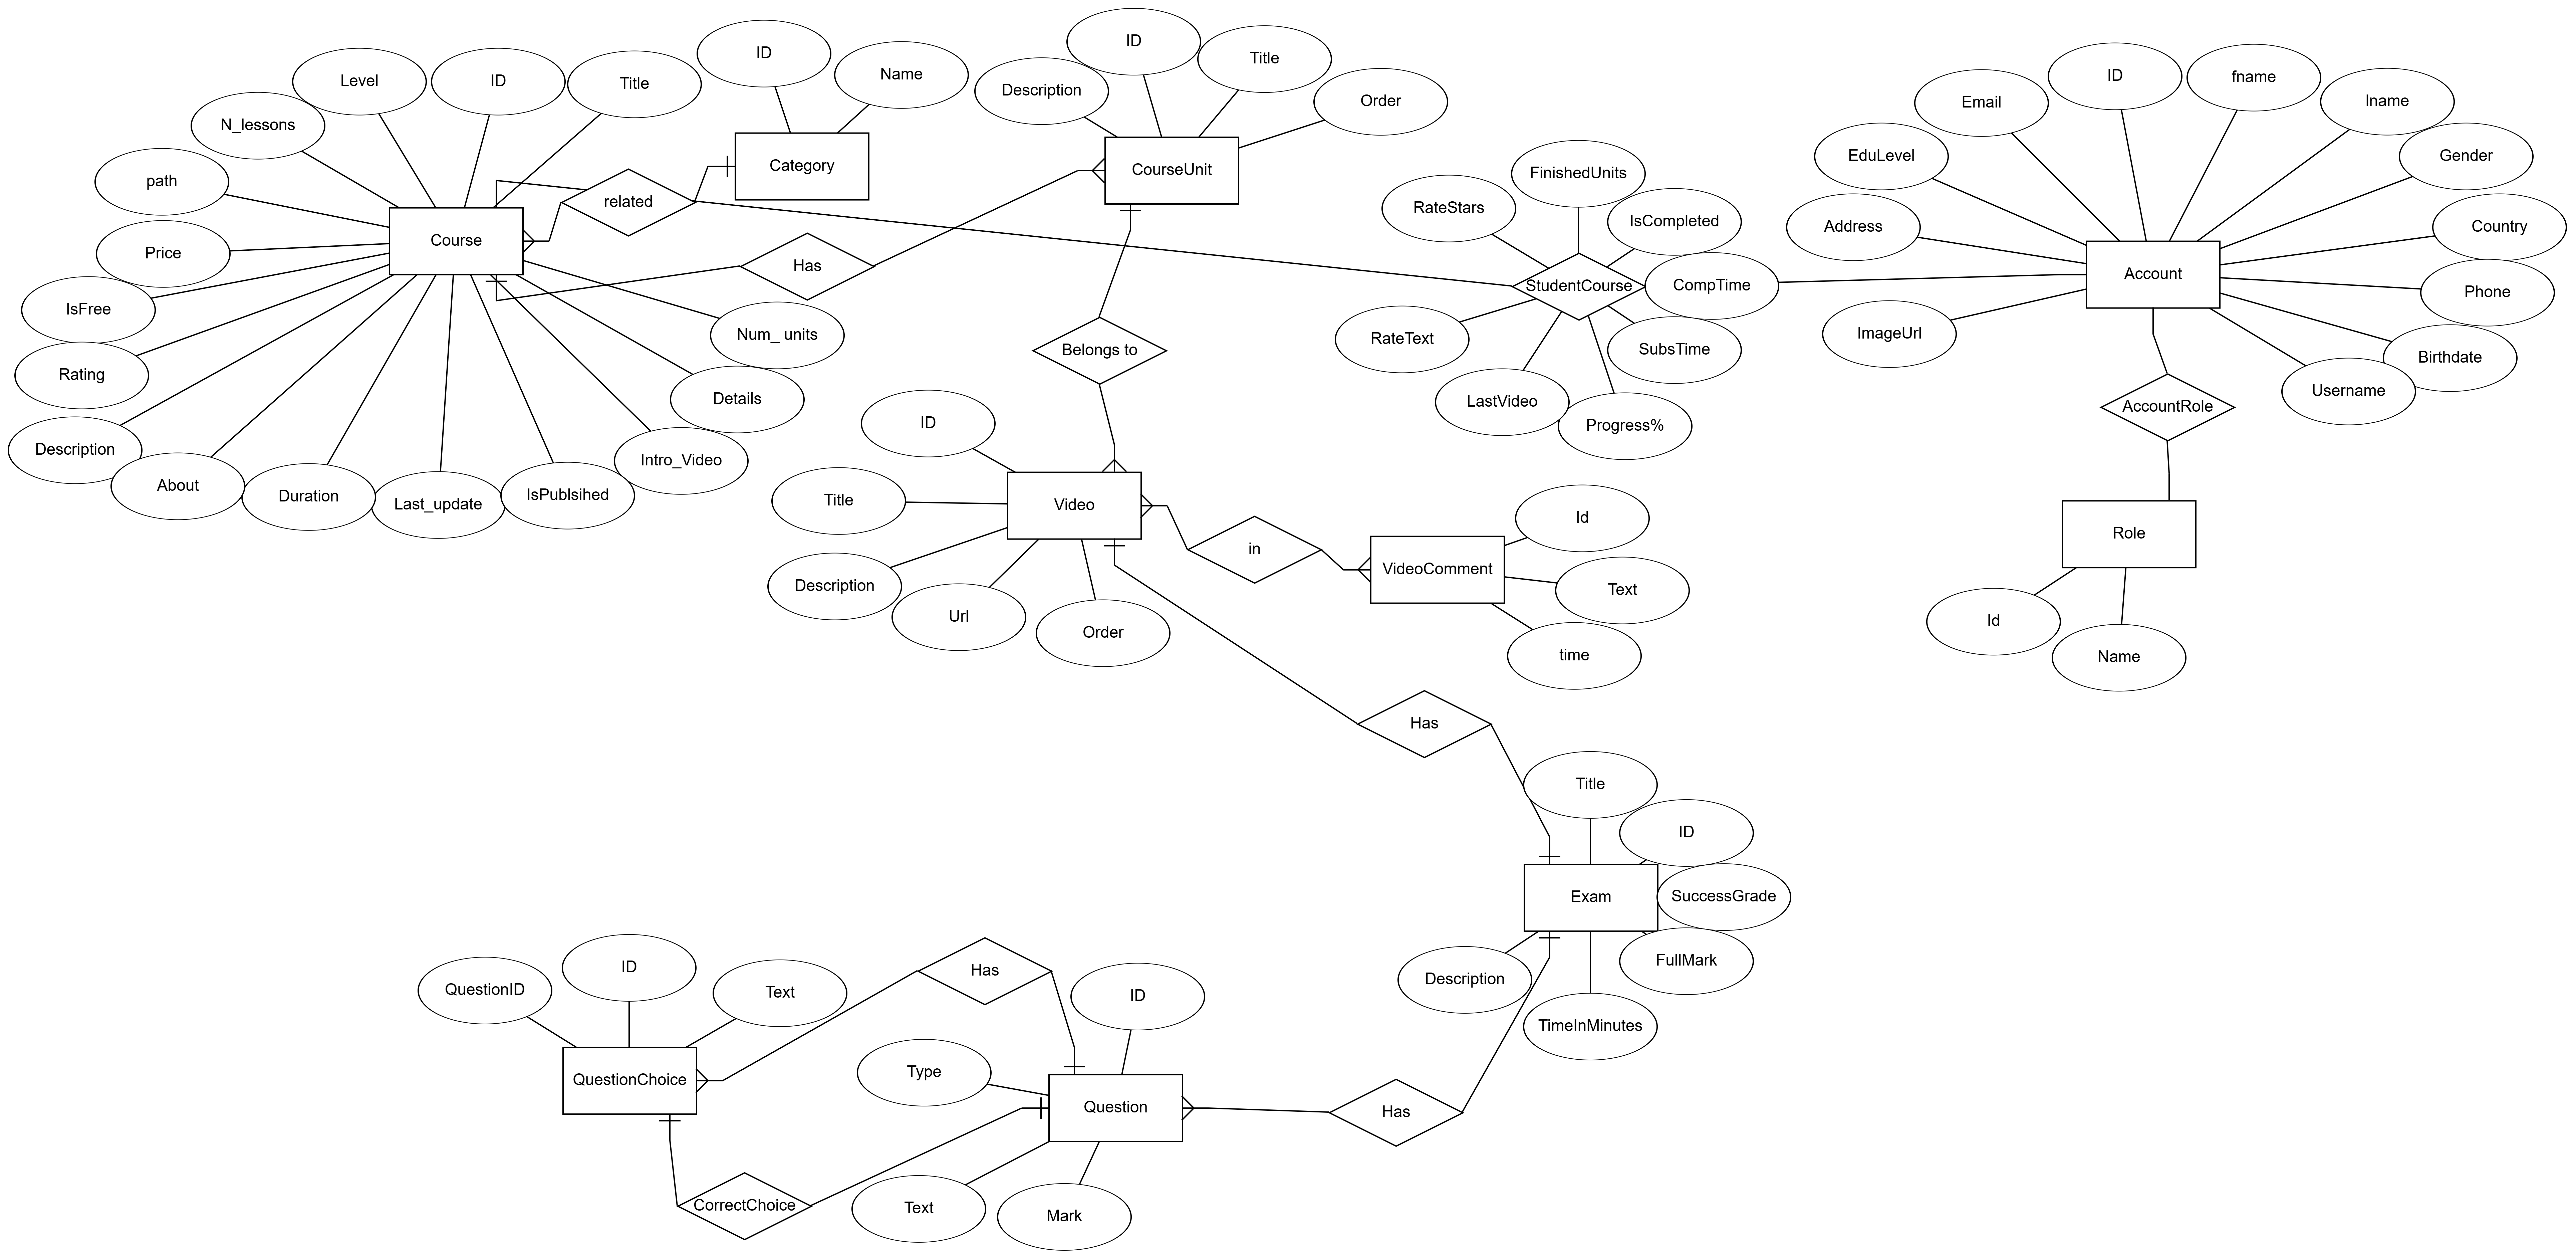 ID
Level
ID
Title
N_lessons
path
Price
IsFree
Rating
Description
About
Duration
Last_update
IsPublsihed
Intro_Video
Details
Num_ units
Course
related
Has
Name
Category
Description
ID
Title
Order
CourseUnit
Belongs to
FinishedUnits
RateStars
IsCompleted
StudentCourse
CompTime
RateText
SubsTime
LastVideo
Progress%
ID
fname
lname
Email
Gender
EduLevel
Country
Address
Account
Phone
ImageUrl
Birthdate
Username
AccountRole
Role
Id
Name
ID
Title
Video
Description
Url
Order
in
VideoComment
Id
Text
time
Has
Title
ID
Exam
SuccessGrade
FullMark
Description
TimeInMinutes
QuestionID
ID
Text
Has
ID
QuestionChoice
Type
Question
Has
CorrectChoice
Text
Mark